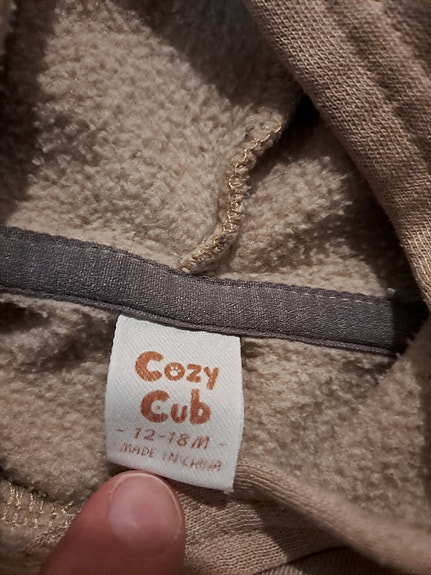 Cozy
Cub
- 12-18M -
MADE IN CHINA